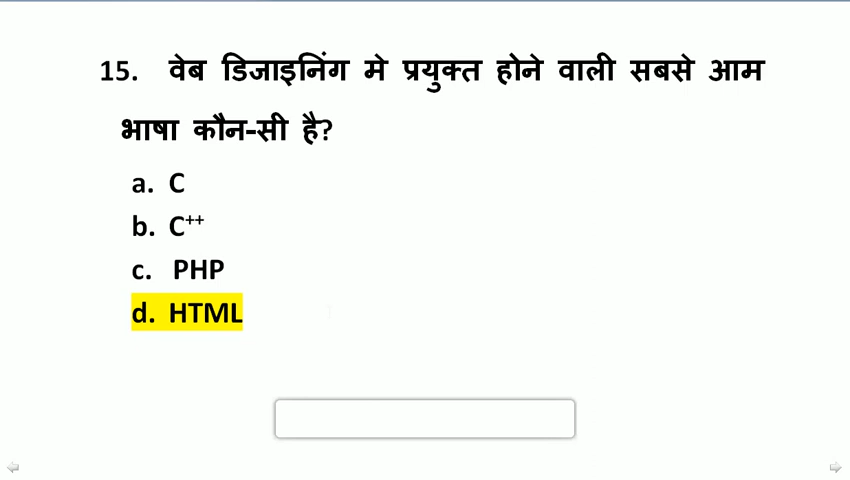 15. वेब डिजाइनिंग मे प्रयुक्त होने वाली सबसे आम
भाषा कौन-सी है?
a. C
b. C++
c. PHP
d. HTML